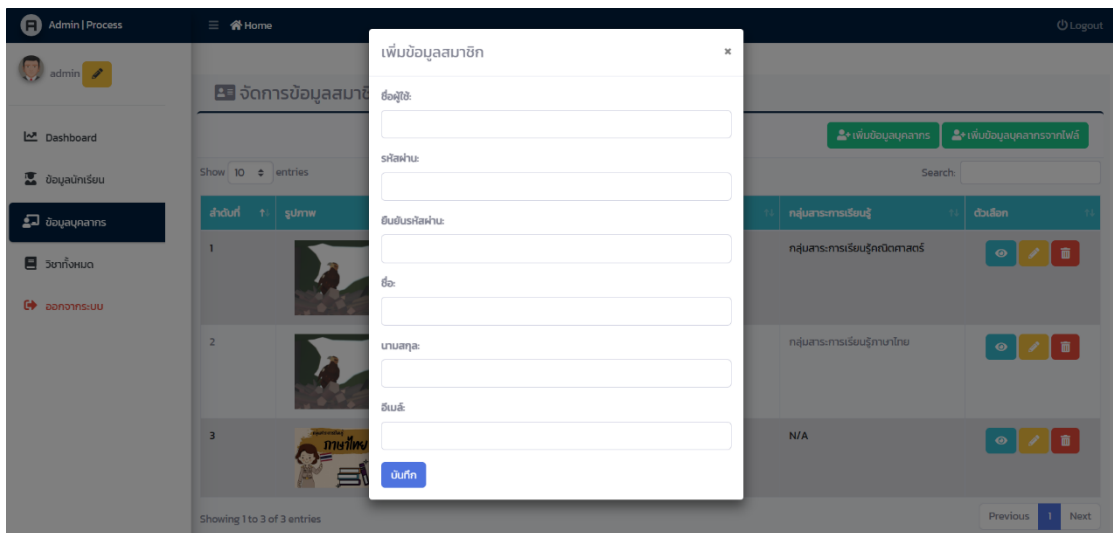 Admin | Process
Home
Logout
admin
Dashboard
ข้อมูลนักเรียน
ข้อมูลบุคลากร
วิชาทั้งหมด
ออกจากระบบ
จัดการข้อมูลสมาชิ
เพิ่มข้อมูลบุคลากร
เพิ่มข้อมูลบุคลากรจากไฟล์
Show 10 entries
Search:
ลำดับที่ รูปภาพ กลุ่มสาระการเรียนรู้ ตัวเลือก
1 กลุ่มสาระการเรียนรู้คณิตศาสตร์
2 กลุ่มสาระการเรียนรู้ภาษาไทย
3 N/A
ภาษาไทย
Showing 1 to 3 of 3 entries
Previous 1 Next
เพิ่มข้อมูลสมาชิก
×
ชื่อผู้ใช้:
รหัสผ่าน:
ยืนยันรหัสผ่าน:
ชื่อ:
นามสกุล:
อีเมล์:
บันทึก